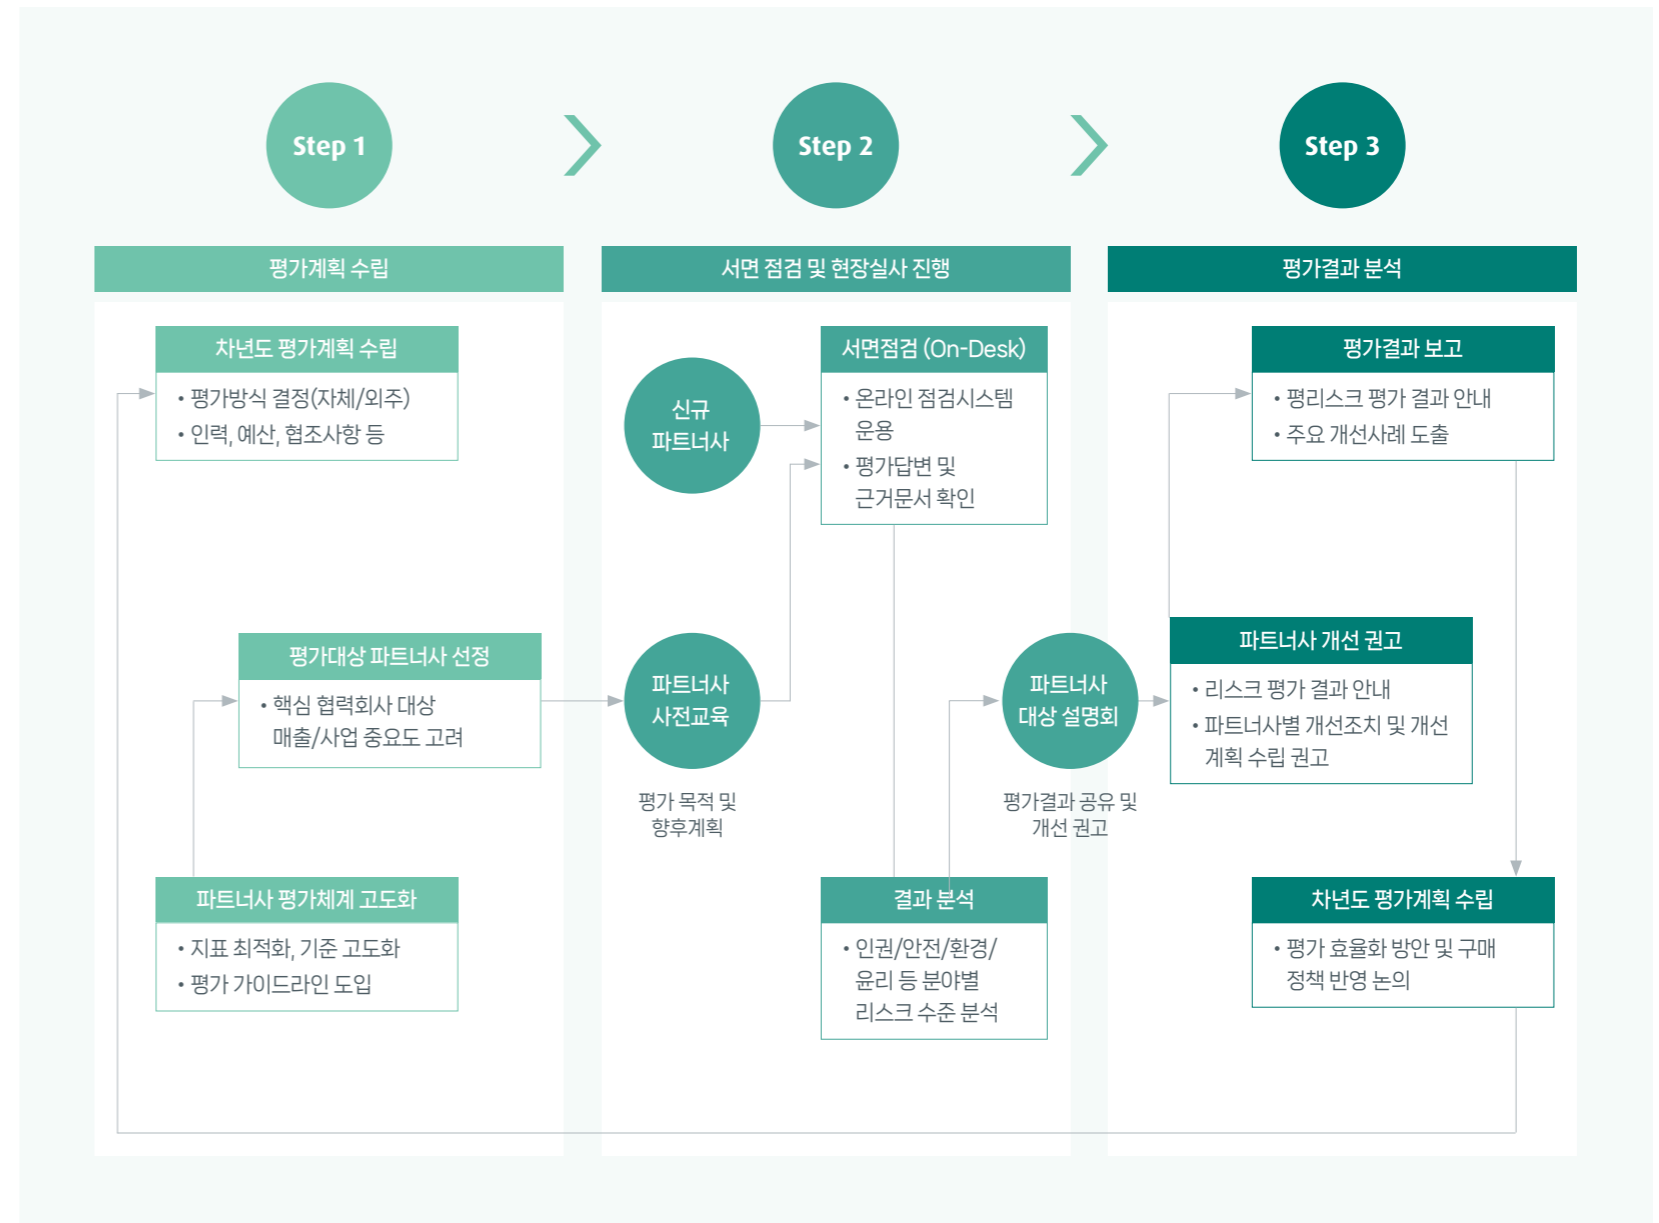 Step 1
Step 2
Step 3
평가계획 수립
서면 점검 및 현장실사 진행
평가결과 분석
차년도 평가계획 수립
• 평가방식 결정(자체/외주)
• 인력, 예산, 협조사항 등
평가대상 파트너사 선정
• 핵심 협력회사 대상
매출/사업 중요도 고려
파트너사 평가체계 고도화
• 지표 최적화, 기준 고도화
• 평가 가이드라인 도입
신규
파트너사
서면점검 (On-Desk)
• 온라인 점검시스템
운용
• 평가답변 및
근거문서 확인
파트너사
사전교육
평가 목적 및
향후계획
파트너사
대상 설명회
평가결과 공유 및
개선 권고
결과 분석
• 인권/안전/환경/
윤리 등 분야별
리스크 수준 분석
평가결과 보고
• 평리스크 평가 결과 안내
• 주요 개선사례 도출
파트너사 개선 권고
• 리스크 평가 결과 안내
• 파트너사별 개선조치 및 개선
계획 수립 권고
차년도 평가계획 수립
• 평가 효율화 방안 및 구매
정책 반영 논의